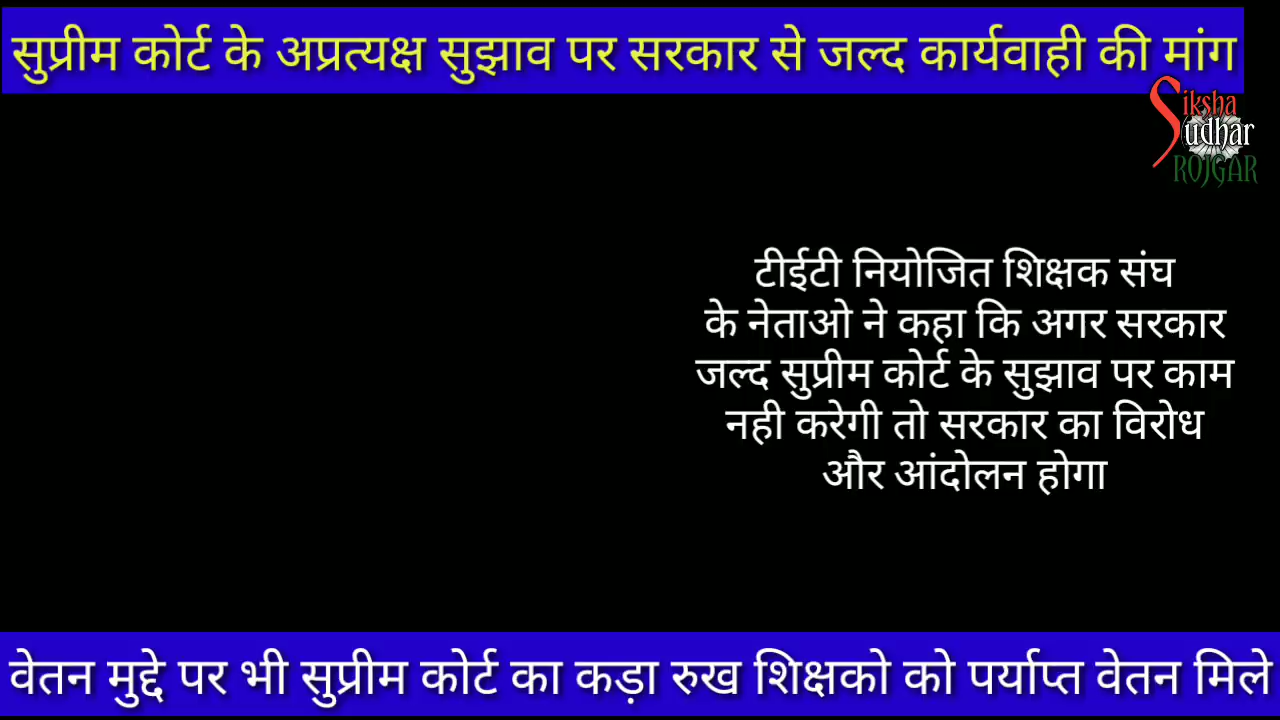 सुप्रीम कोर्ट के अप्रत्यक्ष सुझाव पर सरकार से जल्द कार्यवाही की मांग
Siksha
Sudhar
ROJGAR
टीईटी नियोजित शिक्षक संघ
के नेताओ ने कहा कि अगर सरकार
जल्द सुप्रीम कोर्ट के सुझाव पर काम
नही करेगी तो सरकार का विरोध
और आंदोलन होगा
वेतन मुद्दे पर भी सुप्रीम कोर्ट का कड़ा रुख शिक्षको को पर्याप्त वेतन मिले